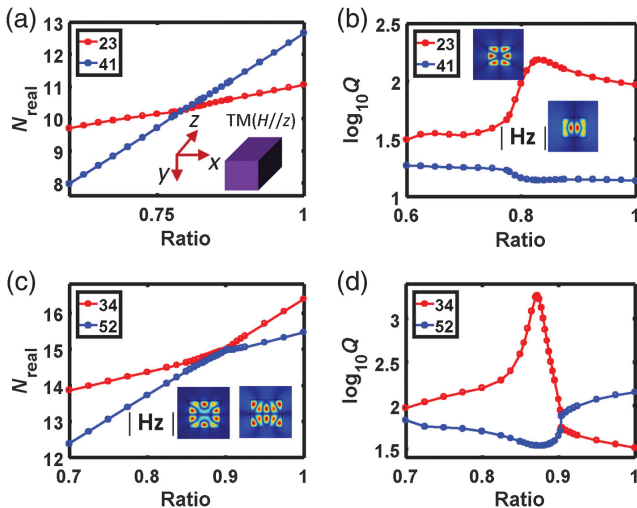 (a)
13
12
11
10
9
8
N real
23
41
z
x
y
TM(H//z)
0.75
1
Ratio
(b)
2.5
2
1.5
1
log10Q
23
41
| Hz |
0.6
0.8
1
Ratio
(c)
16
15
14
13
12
N real
34
52
| Hz |
0.7
0.8
0.9
1
Ratio
(d)
3
2.5
2
1.5
log10Q
34
52
0.7
0.8
0.9
1
Ratio